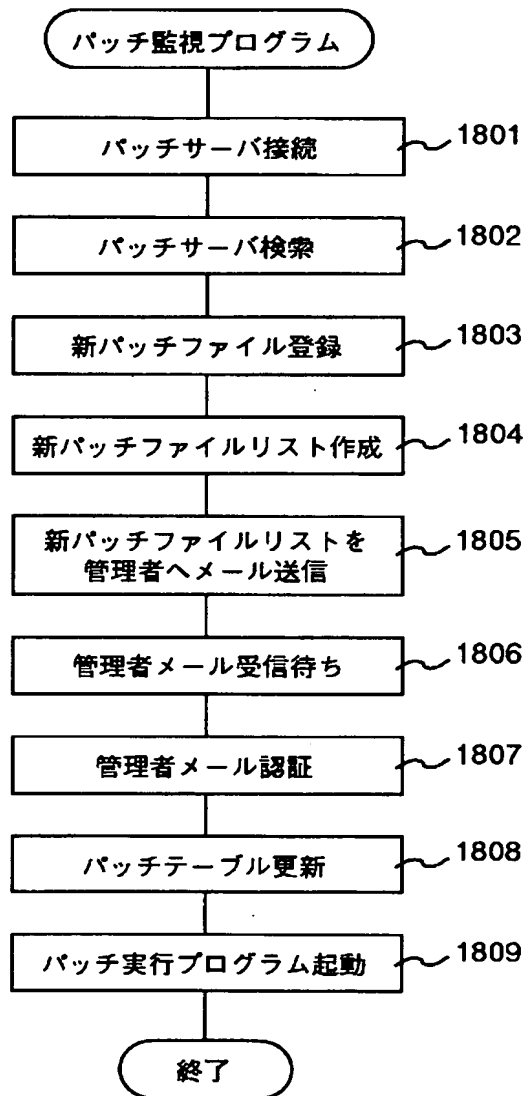 パッチ監視プログラム
パッチサーバ接続
1801
パッチサーバ検索
1802
新パッチファイル登録
1803
新パッチファイルリスト作成
1804
新パッチファイルリストを
管理者へメール送信
1805
管理者メール受信待ち
1806
管理者メール認証
1807
パッチテーブル更新
1808
パッチ実行プログラム起動
1809
終了